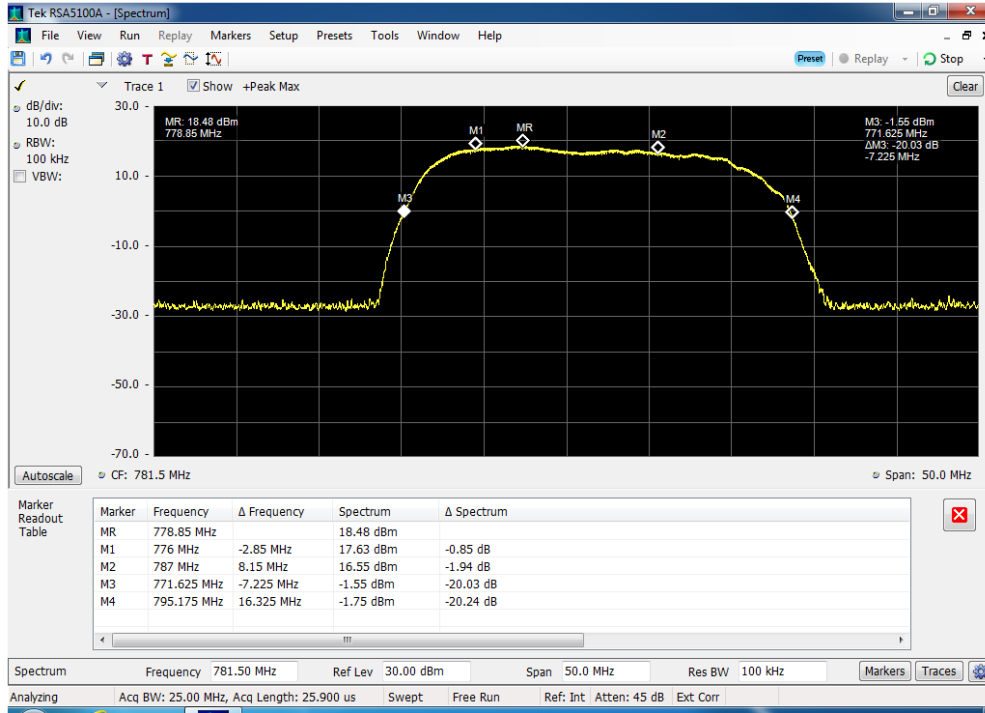 Tek RSA5100A - [Spectrum]
File View Run Replay Markers Setup Presets Tools Window Help
T Preset Replay Stop
Trace 1 Show +Peak Max Clear
dB/div:
10.0 dB
RBW:
100 kHz
VBW:
30.0 -
10.0 -
-10.0 -
-30.0 -
-50.0 -
-70.0 -
MR: 18.48 dBm
778.85 MHz
M3: -1.55 dBm
771.625 MHz
ΔM3: -20.03 dB
-7.225 MHz
M1 MR M2
M3 M4
Autoscale CF: 781.5 MHz Span: 50.0 MHz
Marker
Readout
Table
Marker Frequency Δ Frequency Spectrum Δ Spectrum
MR 778.85 MHz 18.48 dBm
M1 776 MHz -2.85 MHz 17.63 dBm -0.85 dB
M2 787 MHz 8.15 MHz 16.55 dBm -1.94 dB
M3 771.625 MHz -7.225 MHz -1.55 dBm -20.03 dB
M4 795.175 MHz 16.325 MHz -1.75 dBm -20.24 dB
Spectrum Frequency 781.50 MHz Ref Lev 30.00 dBm Span 50.0 MHz Res BW 100 kHz Markers Traces
Analyzing Acq BW: 25.00 MHz, Acq Length: 25.900 us Swept Free Run Ref: Int Atten: 45 dB Ext Corr